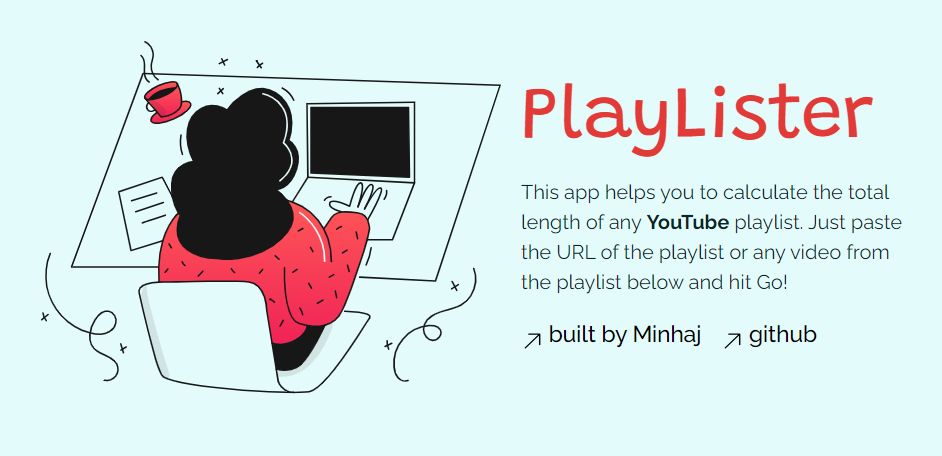 PlayLister
This app helps you to calculate the total
length of any YouTube playlist. Just paste
the URL of the playlist or any video from
the playlist below and hit Go!
built by Minhaj github